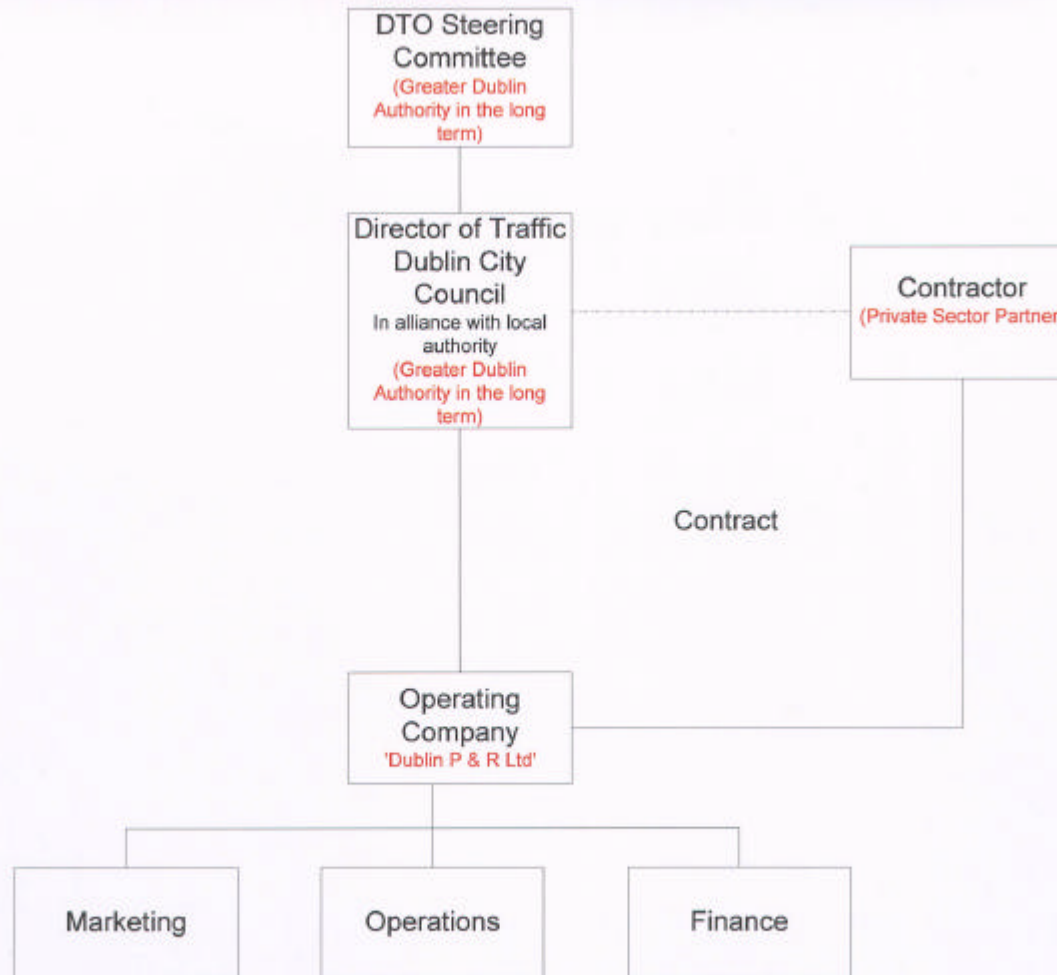 DTO Steering
Committee
(Greater Dublin
Authority in the long
term)
Director of Traffic
Dublin City
Council
In alliance with local
authority
(Greater Dublin
Authority in the long
term)
Contractor
(Private Sector Partner
Contract
Operating
Company
'Dublin P & R Ltd'
Marketing
Operations
Finance